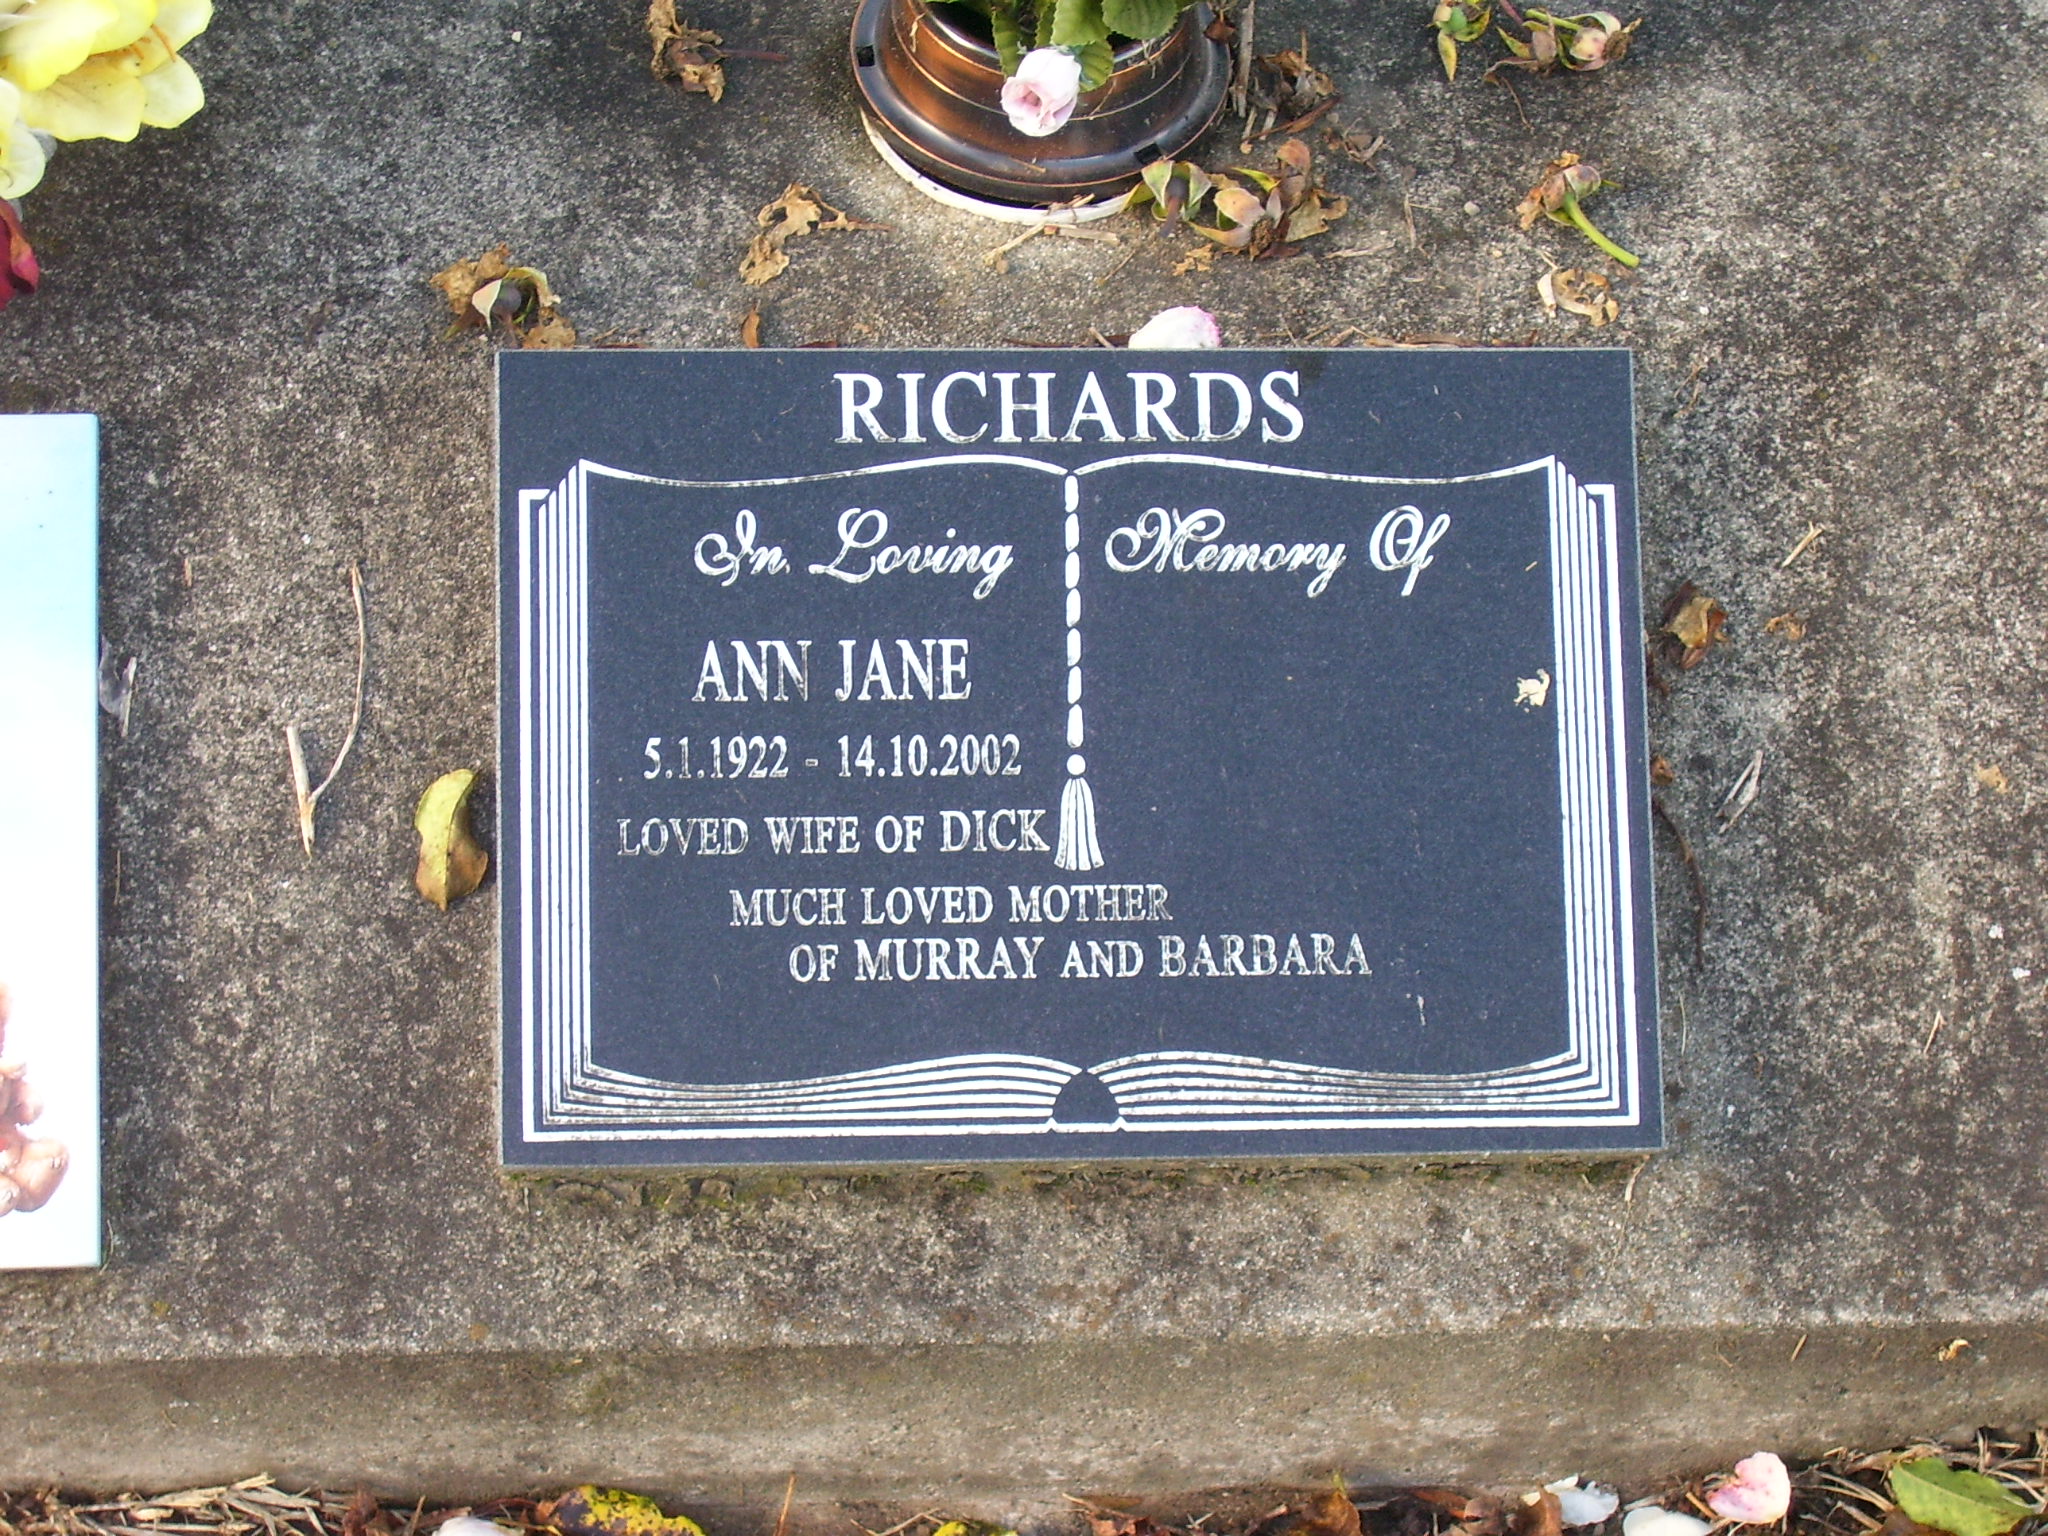 RICHARDS
In Loving Memory Of
ANN JANE
5.1.1922 - 14.10.2002
LOVED WIFE OF DICK
MUCH LOVED MOTHER
OF MURRAY AND BARBARA